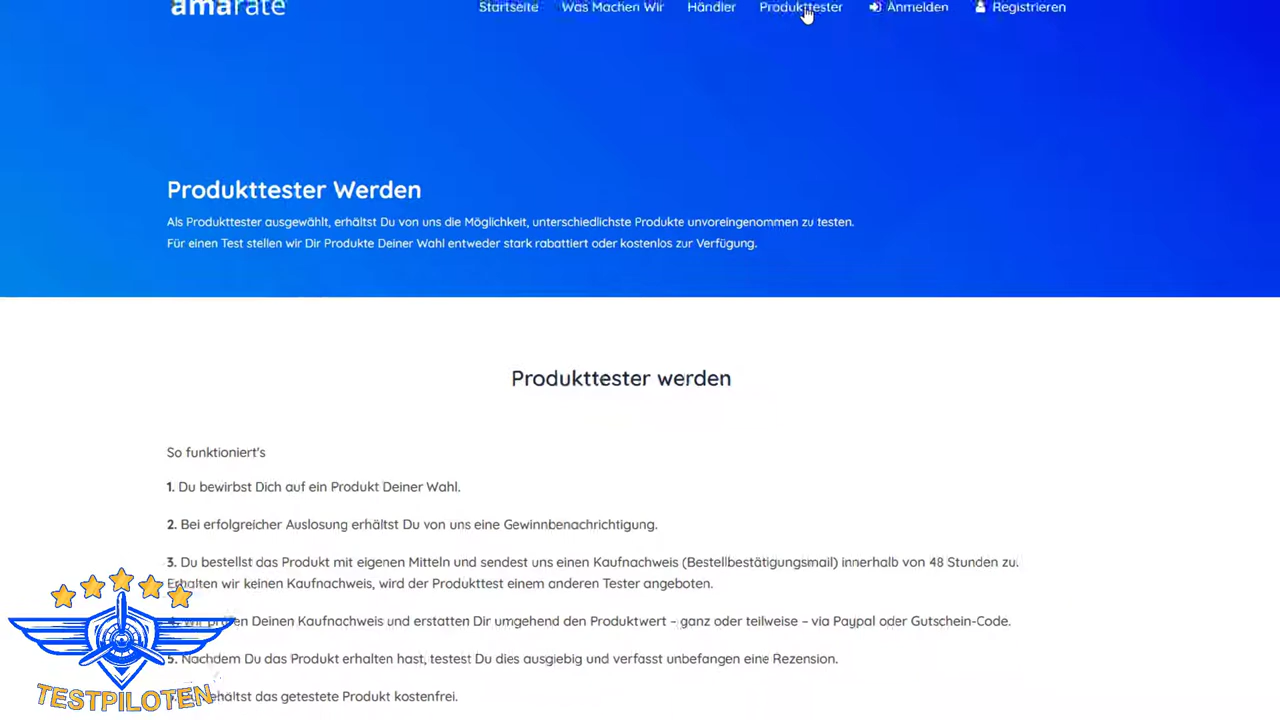 amarate
Startseite Was Machen Wir Händler Produkttester Anmelden Registrieren
Produkttester Werden
Als Produkttester ausgewählt, erhältst Du von uns die Möglichkeit, unterschiedlichste Produkte unvoreingenommen zu testen.
Für einen Test stellen wir Dir Produkte Deiner Wahl entweder stark rabattiert oder kostenlos zur Verfügung.
Produkttester werden
So funktioniert's
1. Du bewirbst Dich auf ein Produkt Deiner Wahl.
2. Bei erfolgreicher Auslosung erhältst Du von uns eine Gewinnbenachrichtigung.
3. Du bestellst das Produkt mit eigenen Mitteln und sendest uns einen Kaufnachweis (Bestellbestätigungsmail) innerhalb von 48 Stunden zu.
Erhalten wir keinen Kaufnachweis, wird der Produkttest einem anderen Tester angeboten.
4. Wir prüfen Deinen Kaufnachweis und erstatten Dir umgehend den Produktwert – ganz oder teilweise – via Paypal oder Gutschein-Code.
5. Nachdem Du das Produkt erhalten hast, testest Du dies ausgiebig und verfasst unbefangen eine Rezension.
behältst das getestete Produkt kostenfrei.
TESTPILOTEN